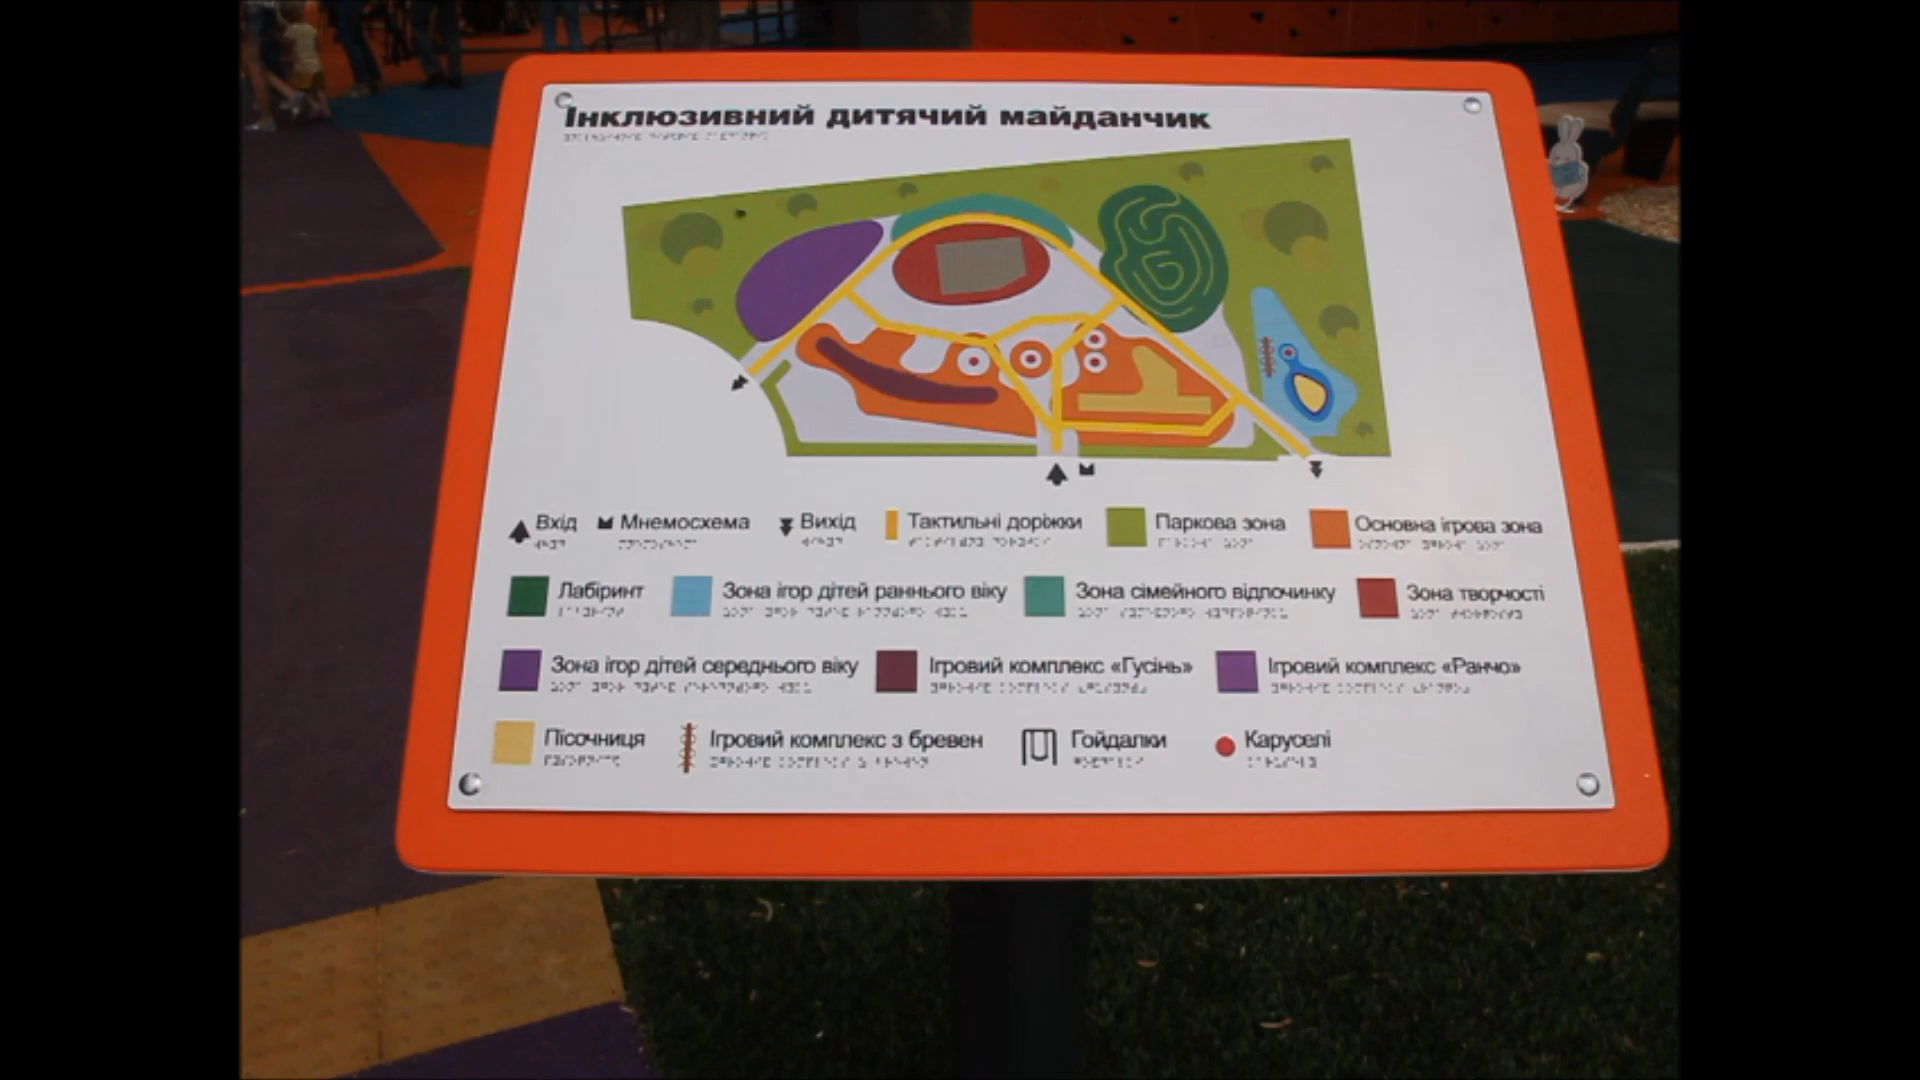 Інклюзивний дитячий майданчик
Вхід Мнемосхема Вихід Тактильні доріжки Паркова зона Основна ігрова зона
Лабіринт Зона ігор дітей раннього віку Зона сімейного відпочинку Зона творчості
Зона ігор дітей середнього віку Ігровий комплекс «Гусінь» Ігровий комплекс «Ранчо»
Пісочниця Ігровий комплекс з бревен Гойдалки Каруселі